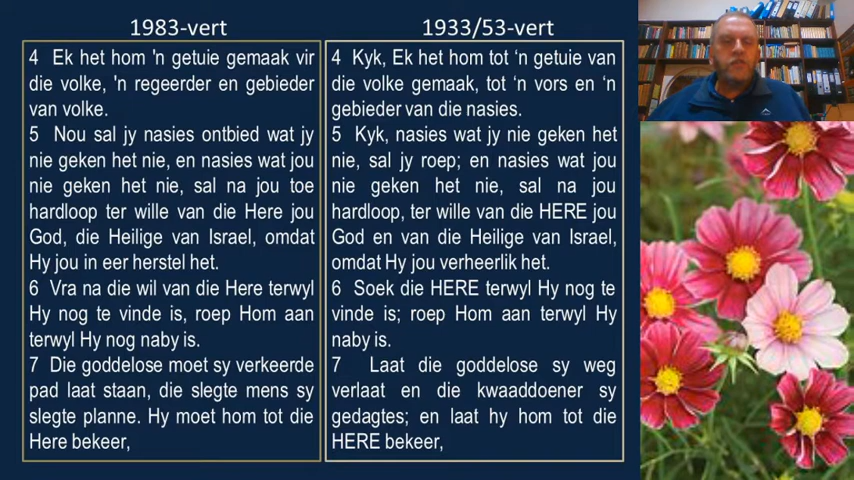 1983-vert
4 Ek het hom 'n getuie gemaak vir
die volke, 'n regeerder en gebieder
van volke.
5 Nou sal jy nasies ontbied wat jy
nie geken het nie, en nasies wat jou
nie geken het nie, sal na jou toe
hardloop ter wille van die Here jou
God, die Heilige van Israel, omdat
Hy jou in eer herstel het.
6 Vra na die wil van die Here terwyl
Hy nog te vinde is, roep Hom aan
terwyl Hy nog naby is.
7 Die goddelose moet sy verkeerde
pad laat staan, die slegte mens sy
slegte planne. Hy moet hom tot die
Here bekeer,
1933/53-vert
4 Kyk, Ek het hom tot ‘n getuie van
die volke gemaak, tot ‘n vors en ‘n
gebieder van die nasies.
5 Kyk, nasies wat jy nie geken het
nie, sal jy roep; en nasies wat jou
nie geken het nie, sal na jou
hardloop, ter wille van die HERE jou
God en van die Heilige van Israel,
omdat Hy jou verheerlik het.
6 Soek die HERE terwyl Hy nog te
vinde is; roep Hom aan terwyl Hy
naby is.
7 Laat die goddelose sy weg
verlaat en die kwaaddoener sy
gedagtes; en laat hy hom tot die
HERE bekeer,